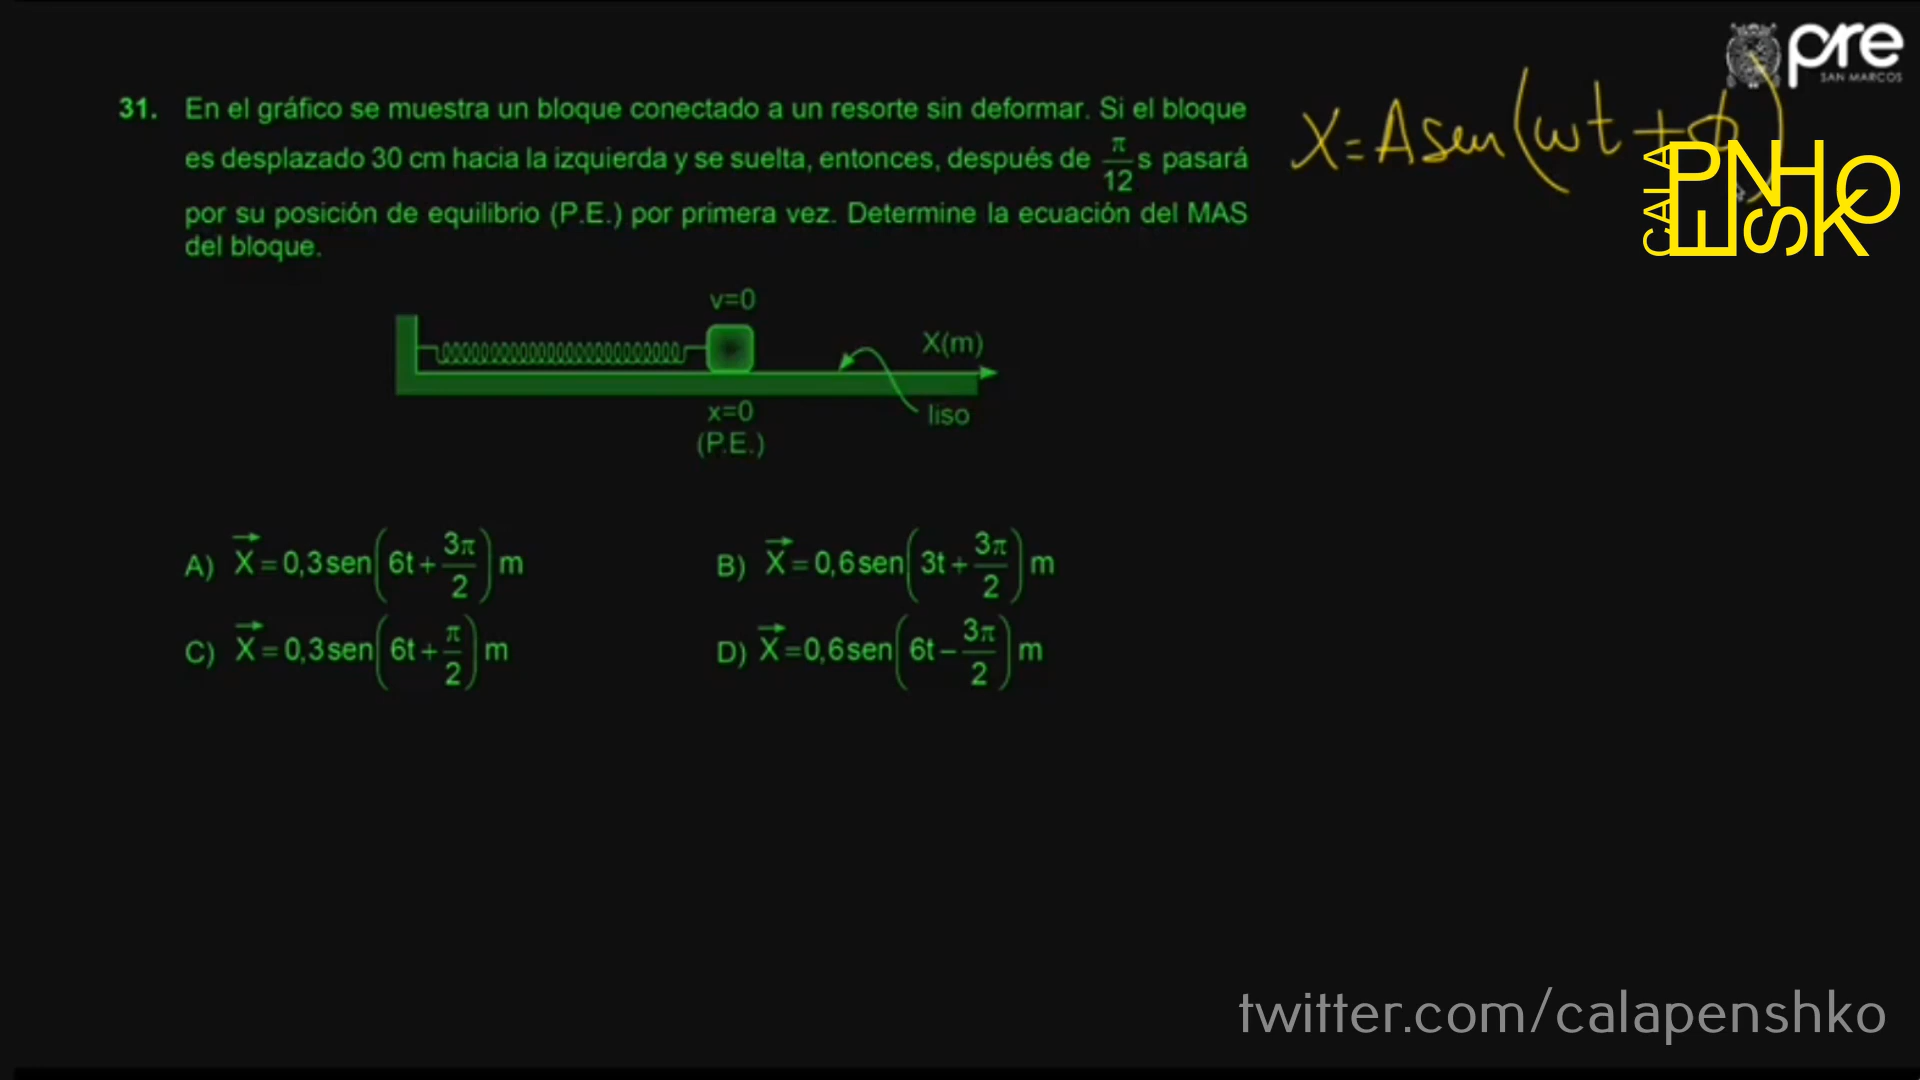 pre
SAN MARCOS
31. En el gráfico se muestra un bloque conectado a un resorte sin deformar. Si el bloque
es desplazado 30 cm hacia la izquierda y se suelta, entonces, después de π/12 s pasará
por su posición de equilibrio (P.E.) por primera vez. Determine la ecuación del MAS
del bloque.
X=Asen(ωt+φ)
CALA
PENSHKO
v=0
X(m)
x=0
liso
(P.E.)
A) X⃗=0,3sen(6t+3π/2)m
B) X⃗=0,6sen(3t+3π/2)m
C) X⃗=0,3sen(6t+π/2)m
D) X⃗=0,6sen(6t−3π/2)m
twitter.com/calapenshko